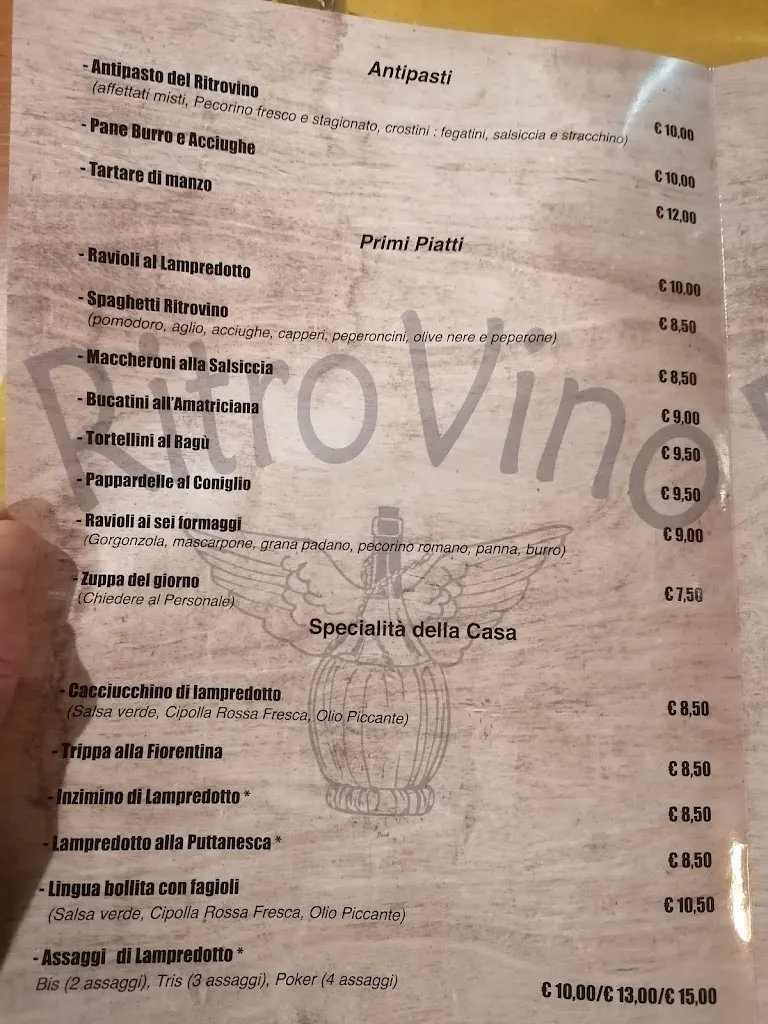 Antipasti
- Antipasto del Ritrovino € 10,00
(affettati misti, Pecorino fresco e stagionato, crostini : fegatini, salsiccia e stracchino)
- Pane Burro e Acciughe € 10,00
- Tartare di manzo € 12,00
Primi Piatti
- Ravioli al Lampredotto € 10,00
- Spaghetti Ritrovino € 8,50
(pomodoro, aglio, acciughe, capperi, peperoncini, olive nere e peperone)
- Maccheroni alla Salsiccia € 8,50
- Bucatini all'Amatriciana € 9,00
- Tortellini al Ragù € 9,50
- Pappardelle al Coniglio € 9,50
- Ravioli ai sei formaggi € 9,00
(Gorgonzola, mascarpone, grana padano, pecorino romano, panna, burro)
- Zuppa del giorno € 7,50
(Chiedere al Personale)
RitroVino
Specialità della Casa
- Cacciucchino di lampredotto € 8,50
(Salsa verde, Cipolla Rossa Fresca, Olio Piccante)
- Trippa alla Fiorentina € 8,50
- Inzimino di Lampredotto * € 8,50
- Lampredotto alla Puttanesca * € 8,50
- Lingua bollita con fagioli € 10,50
(Salsa verde, Cipolla Rossa Fresca, Olio Piccante)
- Assaggi di Lampredotto *
Bis (2 assaggi), Tris (3 assaggi), Poker (4 assaggi) € 10,00/€ 13,00/€ 15,00